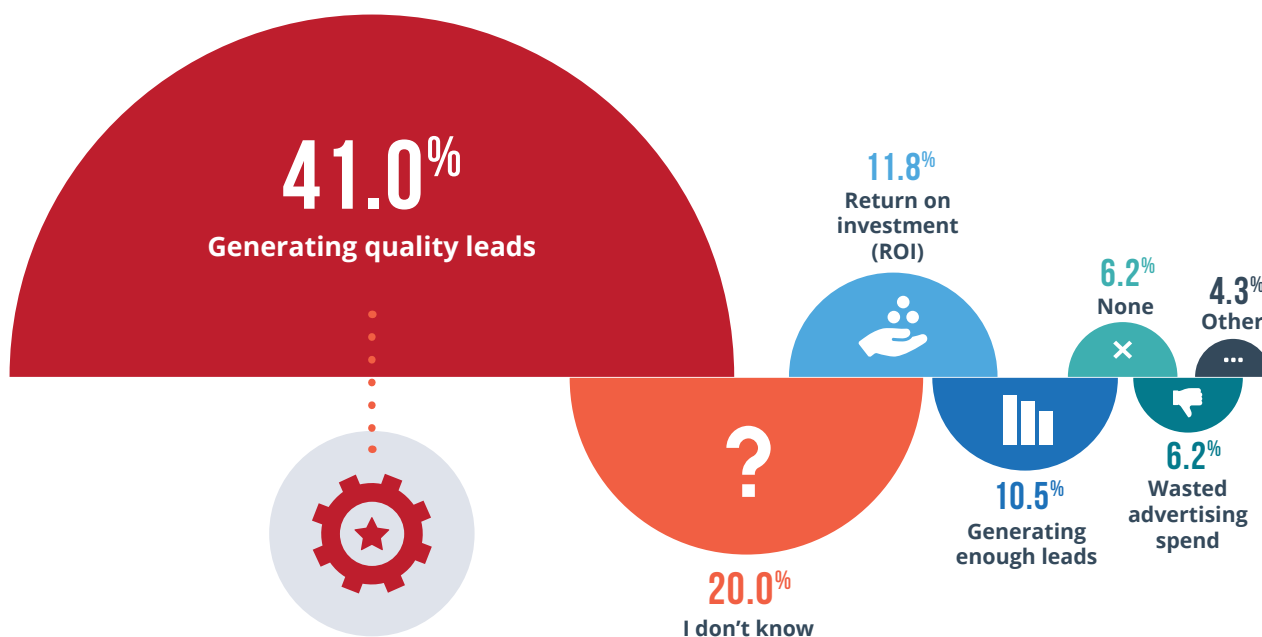 41.0%
Generating quality leads
20.0%
I don't know
11.8%
Return on
investment
(ROI)
10.5%
Generating
enough leads
6.2%
None
6.2%
Wasted
advertising
spend
4.3%
Other